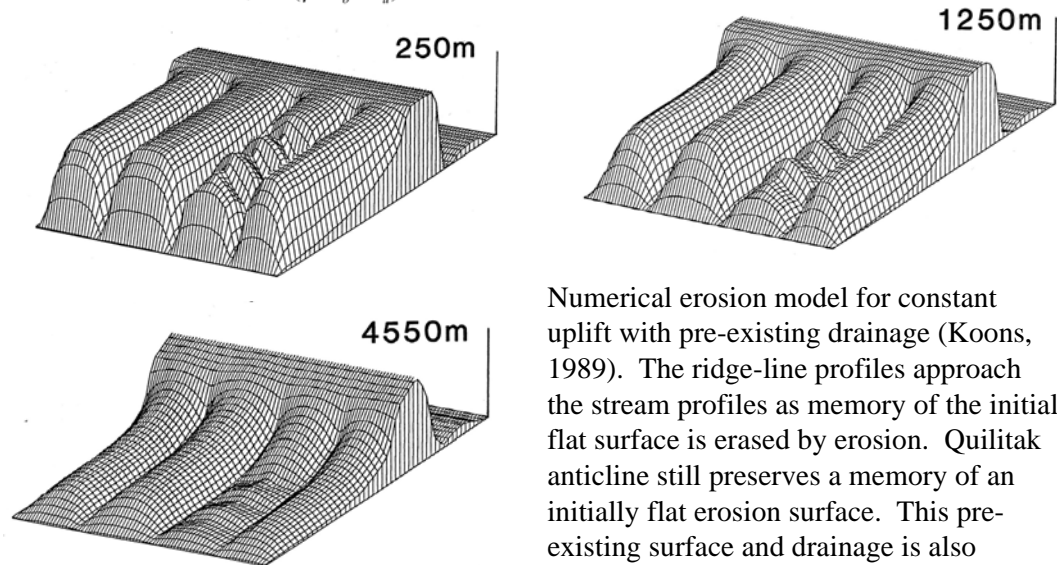 250m
1250m
4550m
Numerical erosion model for constant
uplift with pre-existing drainage (Koons,
1989). The ridge-line profiles approach
the stream profiles as memory of the initial
flat surface is erased by erosion. Quilitak
anticline still preserves a memory of an
initially flat erosion surface. This pre-
existing surface and drainage is also